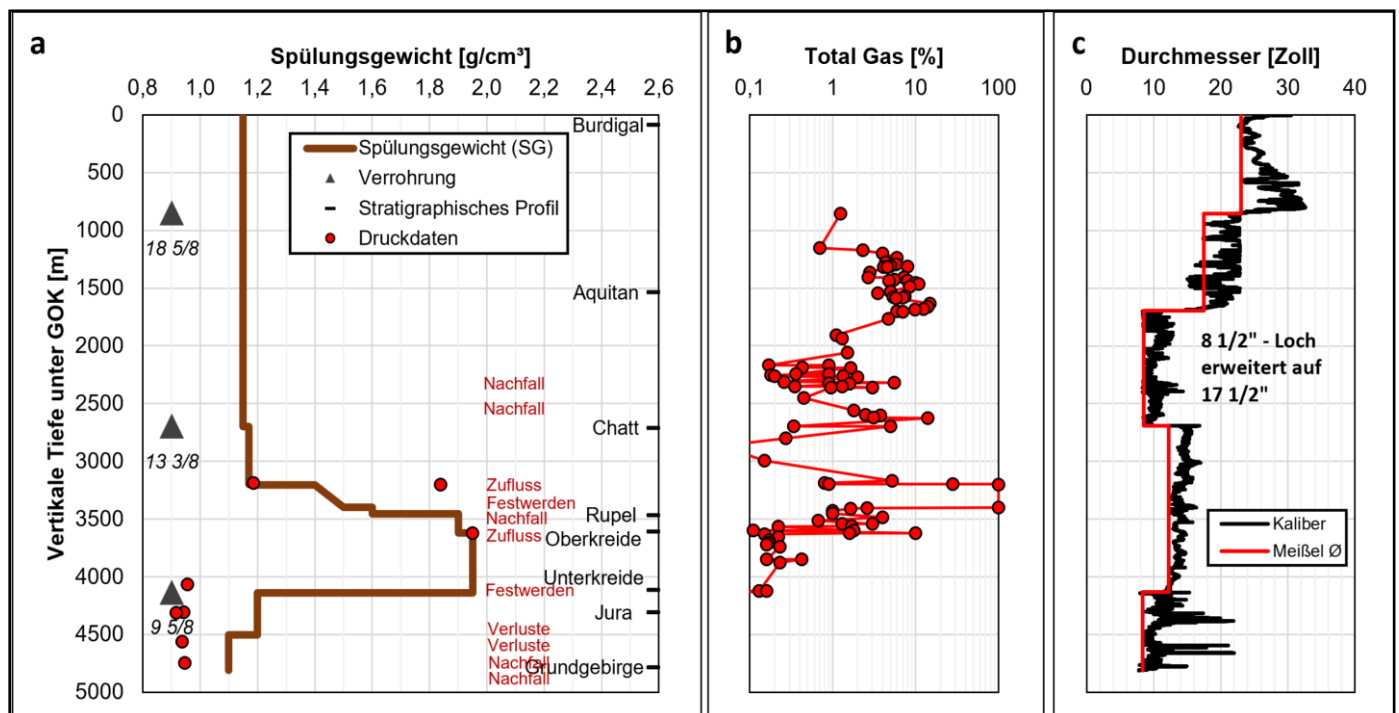 a
Spülungsgewicht [g/cm³]
0,8 1,0 1,2 1,4 1,6 1,8 2,0 2,2 2,4 2,6
Vertikale Tiefe unter GOK [m]
0
500
1000
1500
2000
2500
3000
3500
4000
4500
5000
Spülungsgewicht (SG)
Verrohrung
Stratigraphisches Profil
Druckdaten
18 5/8
13 3/8
9 5/8
Burdigal
Aquitan
Nachfall
Nachfall
Chatt
Zufluss
Festwerden
Nachfall
Rupel
Zufluss
Oberkreide
Unterkreide
Festwerden
Jura
Verluste
Verluste
Nachfall
Grundgebirge
Nachfall
b
Total Gas [%]
0,1 1 10 100
c
Durchmesser [Zoll]
0 10 20 30 40
8 1/2" - Loch
erweitert auf
17 1/2"
Kaliber
Meißel Ø